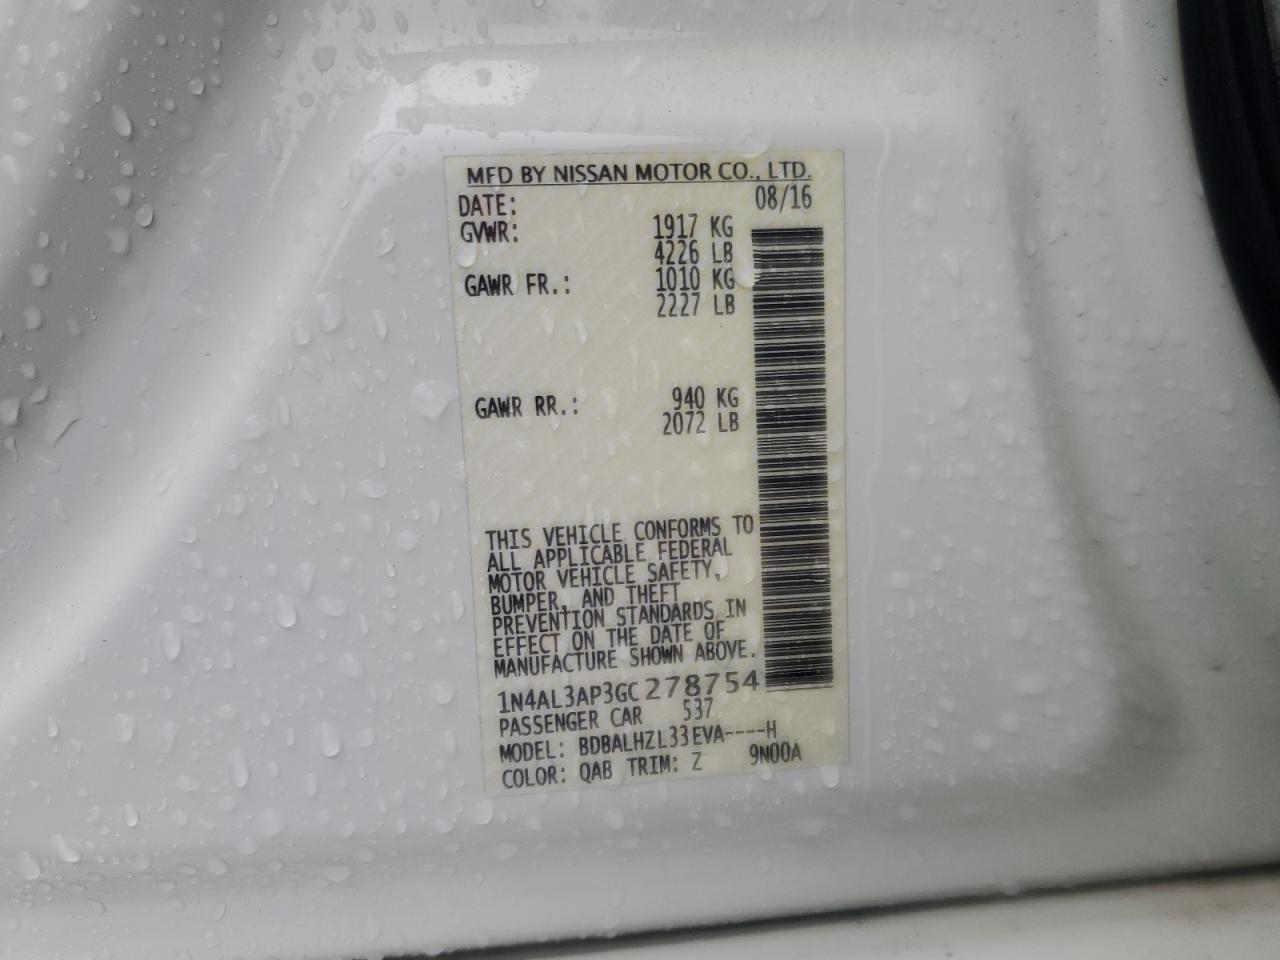 MFD BY NISSAN MOTOR CO., LTD.
DATE: 08/16
GVWR: 1917 KG
4226 LB
GAWR FR.: 1010 KG
2227 LB
GAWR RR.: 940 KG
2072 LB
THIS VEHICLE CONFORMS TO
ALL APPLICABLE FEDERAL
MOTOR VEHICLE SAFETY,
BUMPER, AND THEFT
PREVENTION STANDARDS IN
EFFECT ON THE DATE OF
MANUFACTURE SHOWN ABOVE.
1N4AL3AP3GC278754
PASSENGER CAR 537
MODEL: BDBALHZL33EVA----H
COLOR: QAB TRIM: Z 9N00A